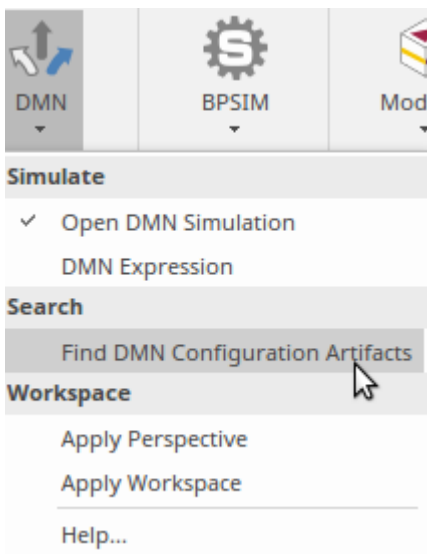 DMN
BPSIM
Mod
Simulate
Open DMN Simulation
DMN Expression
Search
Find DMN Configuration Artifacts
Workspace
Apply Perspective
Apply Workspace
Help...